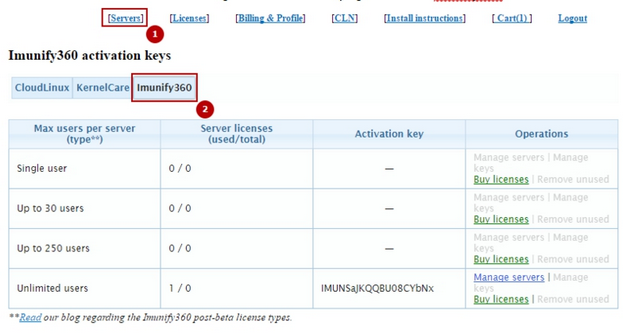 [Servers] [Licenses] [Billing & Profile] [CLN] [Install instructions] [ Cart(1) ] Logout
1
Imunify360 activation keys
CloudLinux KernelCare Imunify360
2
Max users per server (type**) Server licenses (used/total) Activation key Operations
Single user 0 / 0 — Manage servers | Manage keys
Buy licenses | Remove unused
Up to 30 users 0 / 0 — Manage servers | Manage keys
Buy licenses | Remove unused
Up to 250 users 0 / 0 — Manage servers | Manage keys
Buy licenses | Remove unused
Unlimited users 1 / 0 IMUNSaJKQQBU08CYbNx Manage servers | Manage keys
Buy licenses | Remove unused
**Read our blog regarding the Imunify360 post-beta license types.